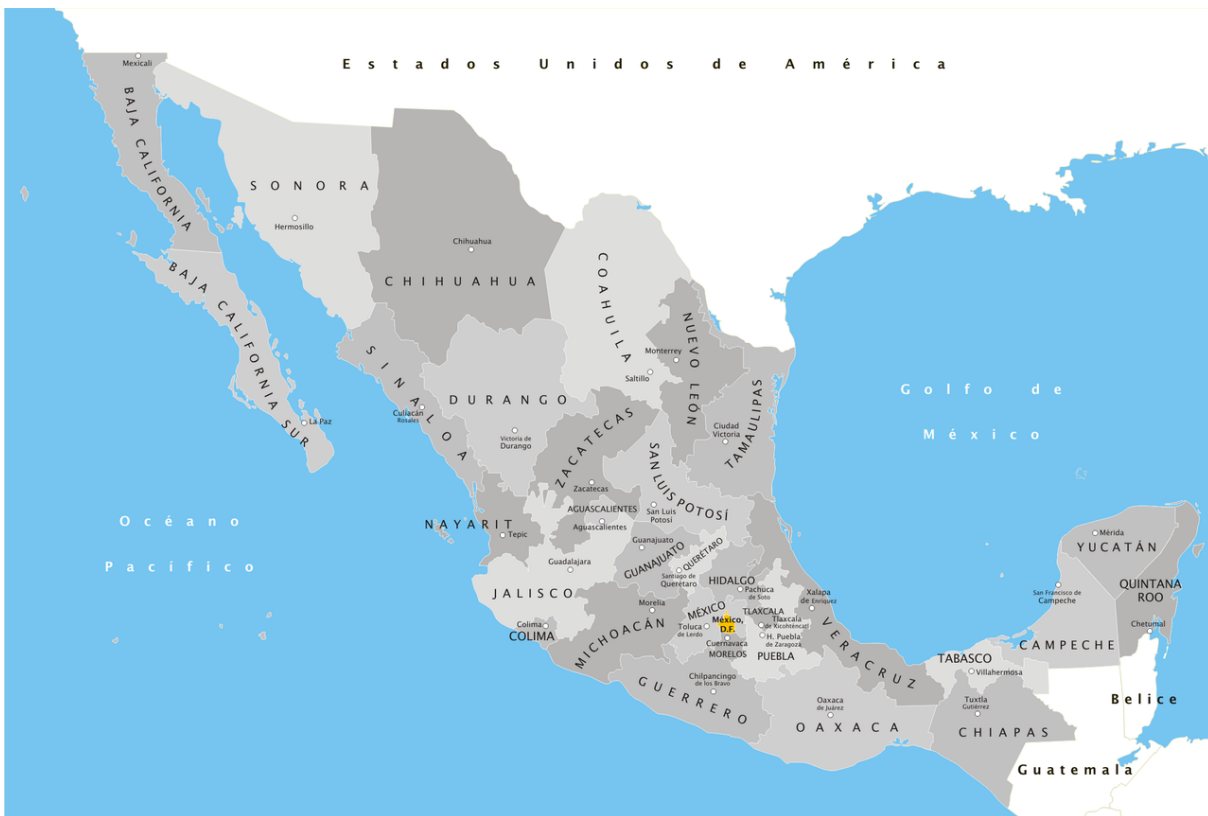 Estados Unidos de América
Mexicali
BAJA CALIFORNIA
SONORA
Hermosillo
Chihuahua
CHIHUAHUA
COAHUILA
BAJA CALIFORNIA SUR
La Paz
SINALOA
Culiacán
Rosales
DURANGO
Victoria de
Durango
NUEVO LEÓN
Monterrey
Saltillo
TAMAULIPAS
Ciudad
Victoria
Golfo de
México
ZACATECAS
Zacatecas
SAN LUIS POTOSÍ
San Luis
Potosí
AGUASCALIENTES
Aguascalientes
NAYARIT
Tepic
Océano
Pacífico
Guadalajara
JALISCO
Guanajuato
GUANAJUATO
QUERÉTARO
Santiago de
Querétaro
HIDALGO
Pachuca
de Soto
Colima
COLIMA
Morelia
MICHOACÁN
MÉXICO
Toluca
de Lerdo
México,
D.F.
TLAXCALA
Tlaxcala
de Xicohténcatl
H. Puebla
de Zaragoza
Cuernavaca
MORELOS
PUEBLA
Xalapa
de Enríquez
VERACRUZ
Chilpancingo
de los Bravo
GUERRERO
Oaxaca
de Juárez
OAXACA
TABASCO
Villahermosa
Tuxtla
Gutiérrez
CHIAPAS
Mérida
YUCATÁN
San Francisco de
Campeche
CAMPECHE
QUINTANA
ROO
Chetumal
Belice
Guatemala